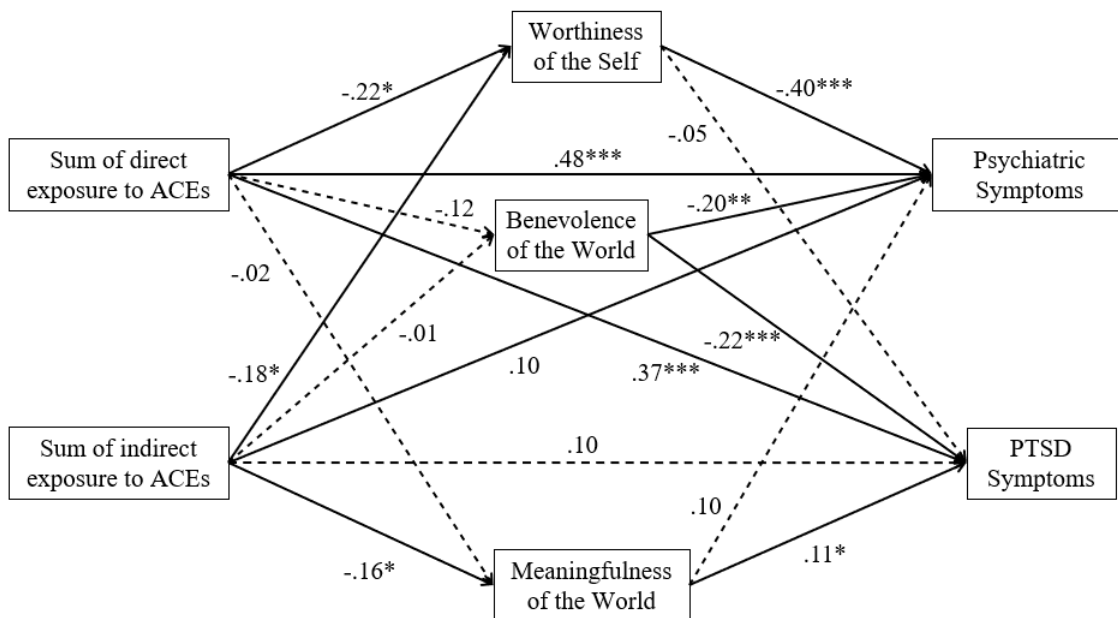 Worthiness
of the Self
-.22*
-.40***
-.05
Sum of direct
exposure to ACEs
.48***
Psychiatric
Symptoms
-.12
Benevolence
of the World
-.20**
-.02
-.01
-.22***
-.18*
.10
.37***
Sum of indirect
exposure to ACEs
.10
PTSD
Symptoms
.10
-.16*
Meaningfulness
of the World
.11*